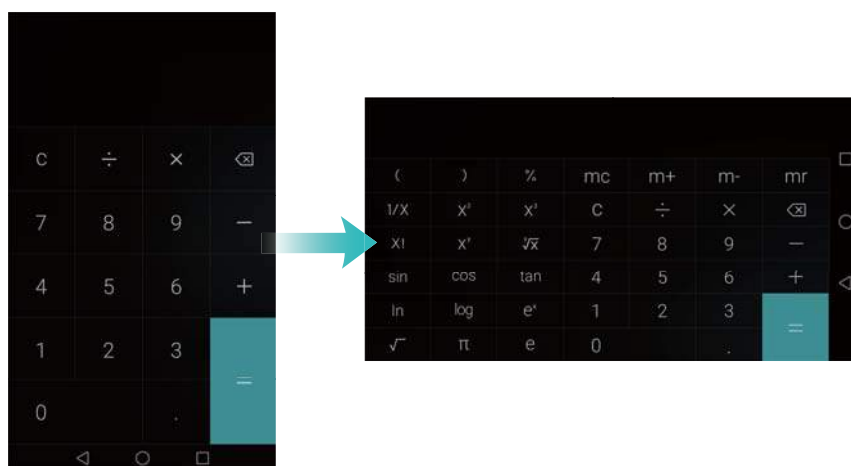 C ÷ ×
7 8 9 −
4 5 6 +
1 2 3 =
0 .
( ) % mc m+ m- mr
1/X X² X³ C ÷ ×
X! Xʸ 7 8 9 −
sin cos tan 4 5 6 +
ln log eˣ 1 2 3 =
√ π e 0 .